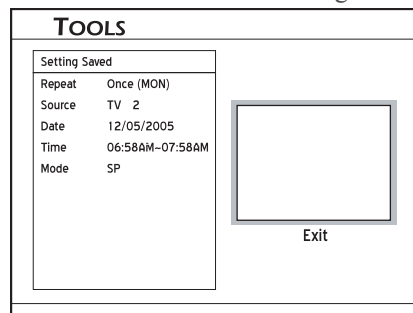 TOOLS
Setting Saved
Repeat Once (MON)
Source TV 2
Date 12/05/2005
Time 06:58AM~07:58AM
Mode SP
Exit